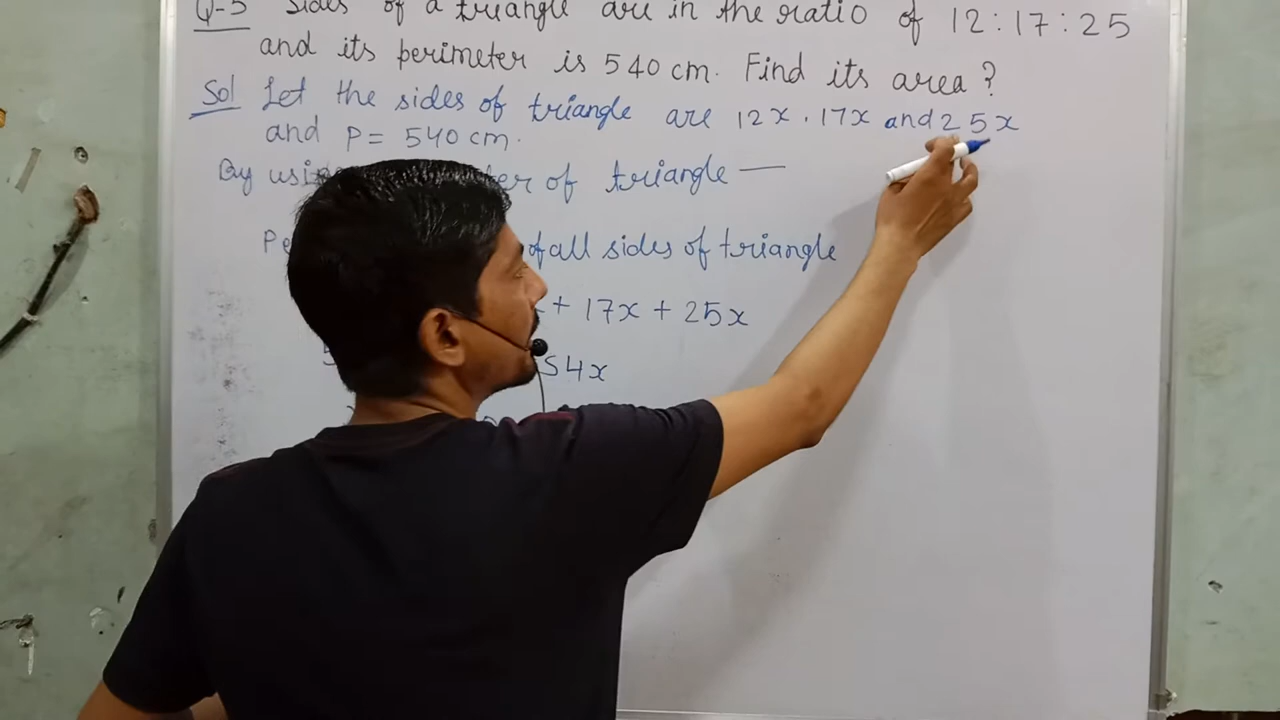 Q-5 Sides of a triangle are in the ratio of 12:17:25
and its perimeter is 540 cm. Find its area?
Sol Let the sides of triangle are 12x, 17x and 25x
and P = 540 cm.
By of triangle —
of all sides of triangle
+ 17x + 25x
54x